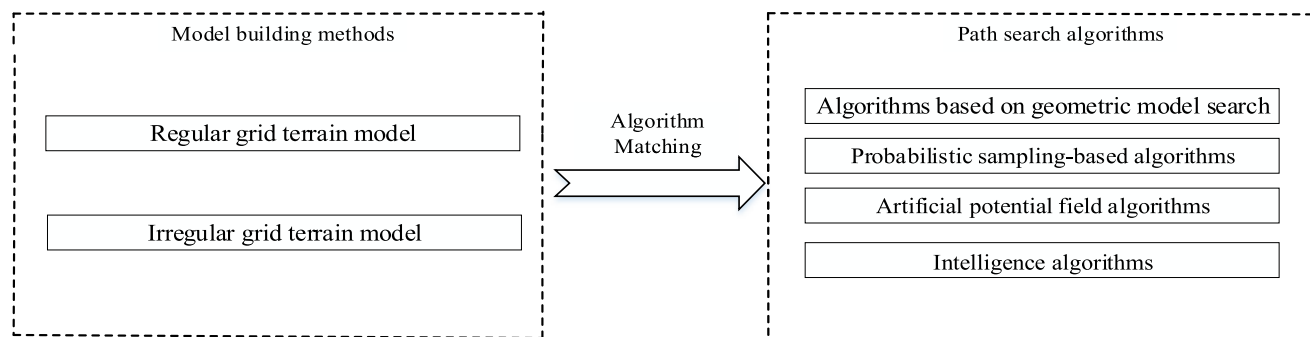 Model building methods
Regular grid terrain model
Irregular grid terrain model
Algorithm
Matching
Path search algorithms
Algorithms based on geometric model search
Probabilistic sampling-based algorithms
Artificial potential field algorithms
Intelligence algorithms